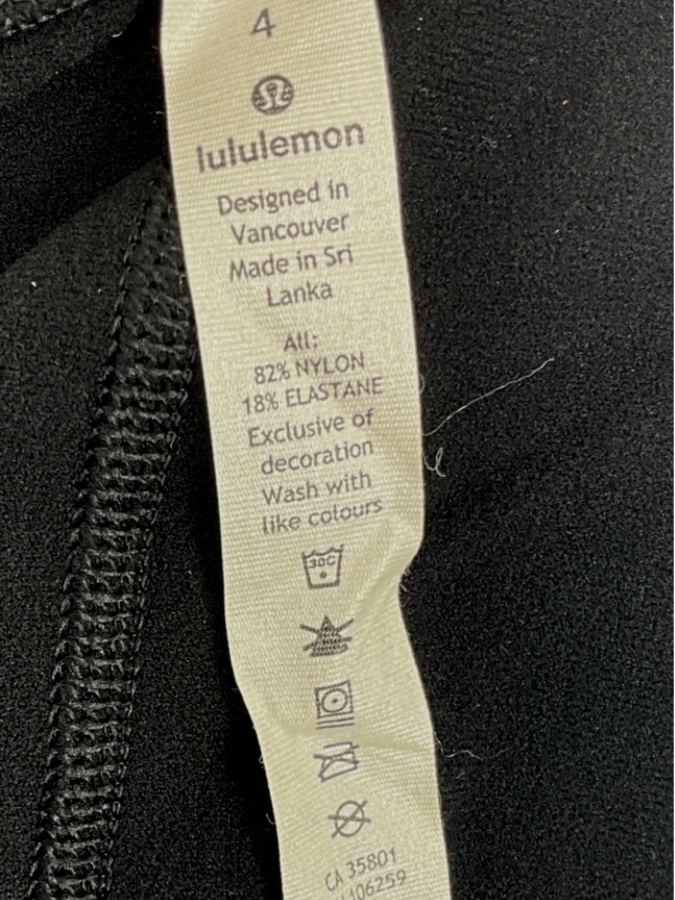 4
lululemon
Designed in
Vancouver
Made in Sri
Lanka
All:
82% NYLON
18% ELASTANE
Exclusive of
decoration
Wash with
like colours
30C
CA 35801
106259